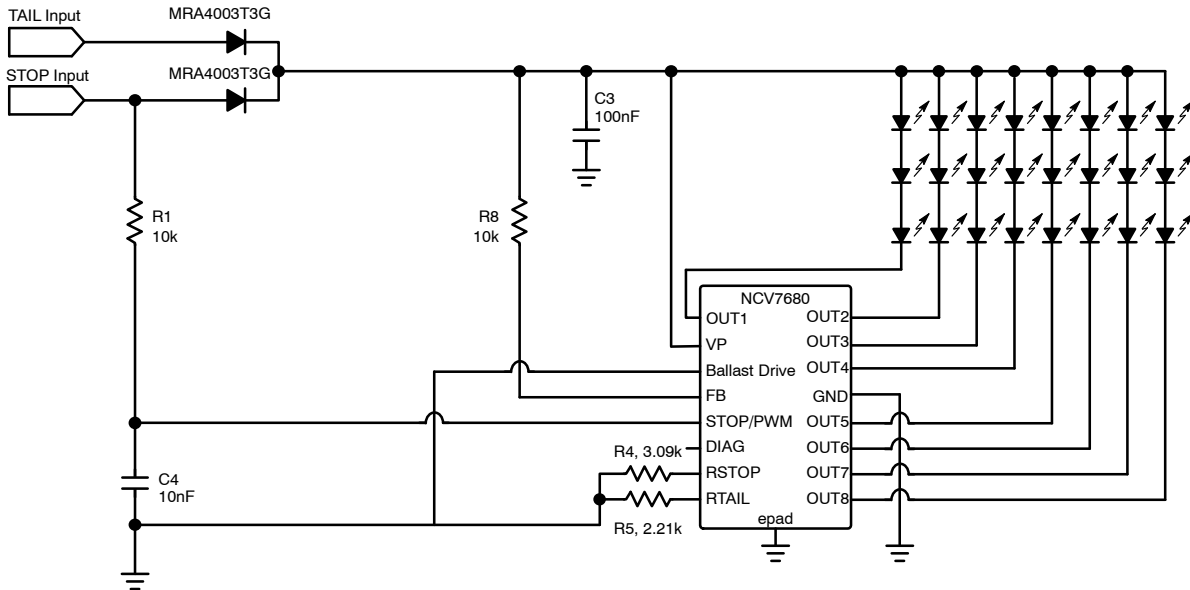 TAIL Input
MRA4003T3G
STOP Input
MRA4003T3G
C3
100nF
R1
10k
R8
10k
NCV7680
OUT1
OUT2
VP
OUT3
Ballast Drive
OUT4
FB
GND
STOP/PWM
OUT5
R4, 3.09k
DIAG
OUT6
C4
10nF
RSTOP
OUT7
RTAIL
OUT8
R5, 2.21k
epad